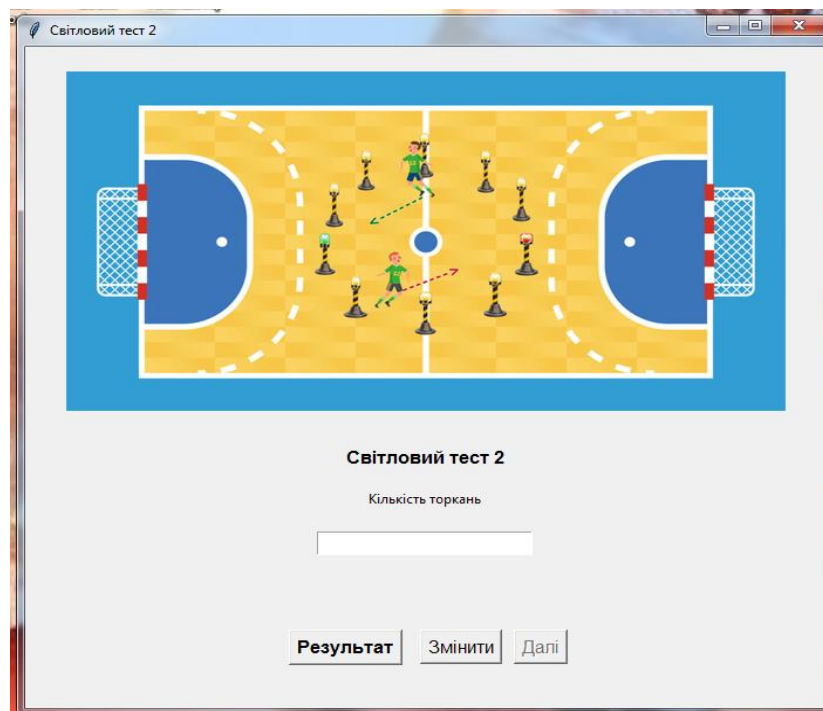 Світловий тест 2
Світловий тест 2
Кількість торкань
Результат Змінити Далі